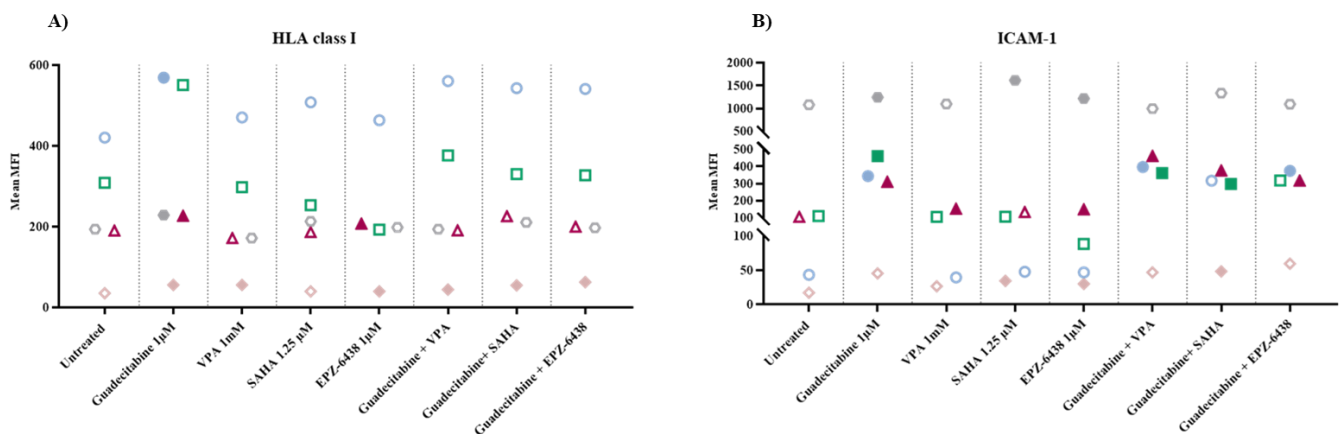 A)
HLA class I
Mean MFI
600
400
200
0
Untreated
Guadecitabine 1µM
VPA 1mM
SAHA 1.25 µM
EPZ-6438 1µM
Guadecitabine + VPA
Guadecitabine+ SAHA
Guadecitabine + EPZ-6438
B)
ICAM-1
Mean MFI
2000
1500
1000
500
500
400
300
200
100
100
50
0
Untreated
Guadecitabine 1µM
VPA 1mM
SAHA 1.25 µM
EPZ-6438 1µM
Guadecitabine + VPA
Guadecitabine+ SAHA
Guadecitabine + EPZ-6438